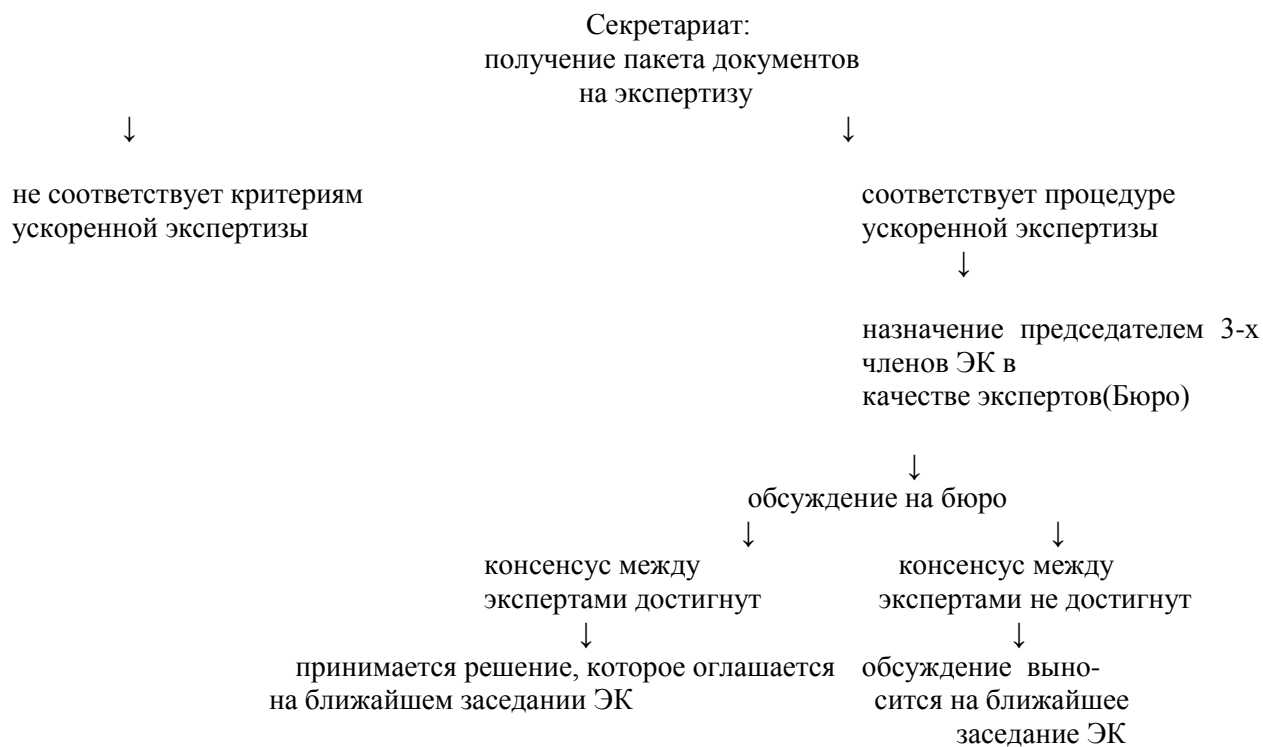 Секретариат:
получение пакета документов
на экспертизу
↓ ↓
не соответствует критериям
ускоренной экспертизы
соответствует процедуре
ускоренной экспертизы
↓
назначение председателем 3-х
членов ЭК в
качестве экспертов(Бюро)
↓
обсуждение на бюро
↓ ↓
консенсус между
экспертами достигнут
консенсус между
экспертами не достигнут
↓ ↓
принимается решение, которое оглашается
на ближайшем заседании ЭК
обсуждение выно-
сится на ближайшее
заседание ЭК